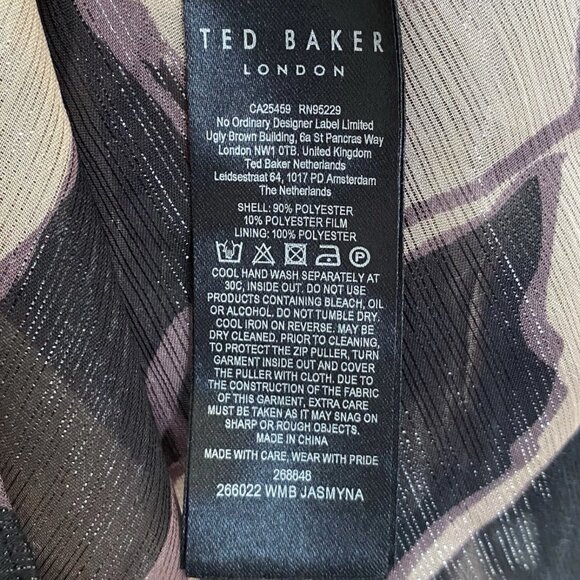 TED BAKER
LONDON
CA25459 RN95229
No Ordinary Designer Label Limited
Ugly Brown Building, 6a St Pancras Way
London NW1 0TB. United Kingdom
Ted Baker Netherlands
Leidsestraat 64, 1017 PD Amsterdam
The Netherlands
SHELL: 90% POLYESTER
10% POLYESTER FILM
LINING: 100% POLYESTER
P
COOL HAND WASH SEPARATELY AT
30C, INSIDE OUT. DO NOT USE
PRODUCTS CONTAINING BLEACH, OIL
OR ALCOHOL. DO NOT TUMBLE DRY.
COOL IRON ON REVERSE. MAY BE
DRY CLEANED. PRIOR TO CLEANING,
TO PROTECT THE ZIP PULLER, TURN
GARMENT INSIDE OUT AND COVER
THE PULLER WITH CLOTH. DUE TO
THE CONSTRUCTION OF THE FABRIC
OF THIS GARMENT, EXTRA CARE
MUST BE TAKEN AS IT MAY SNAG ON
SHARP OR ROUGH OBJECTS.
MADE IN CHINA
MADE WITH CARE, WEAR WITH PRIDE
268848
266022 WMB JASMYNA